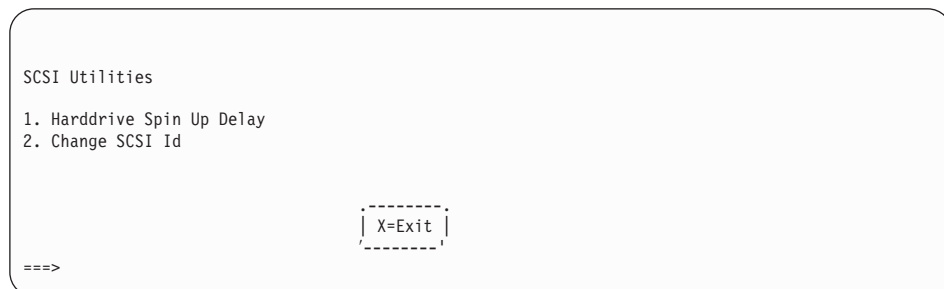 SCSI Utilities
1. Harddrive Spin Up Delay
2. Change SCSI Id
X=Exit
===>